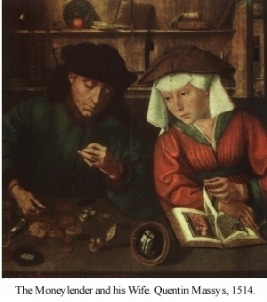 The Moneylender and his Wife. Quentin Massys, 1514.